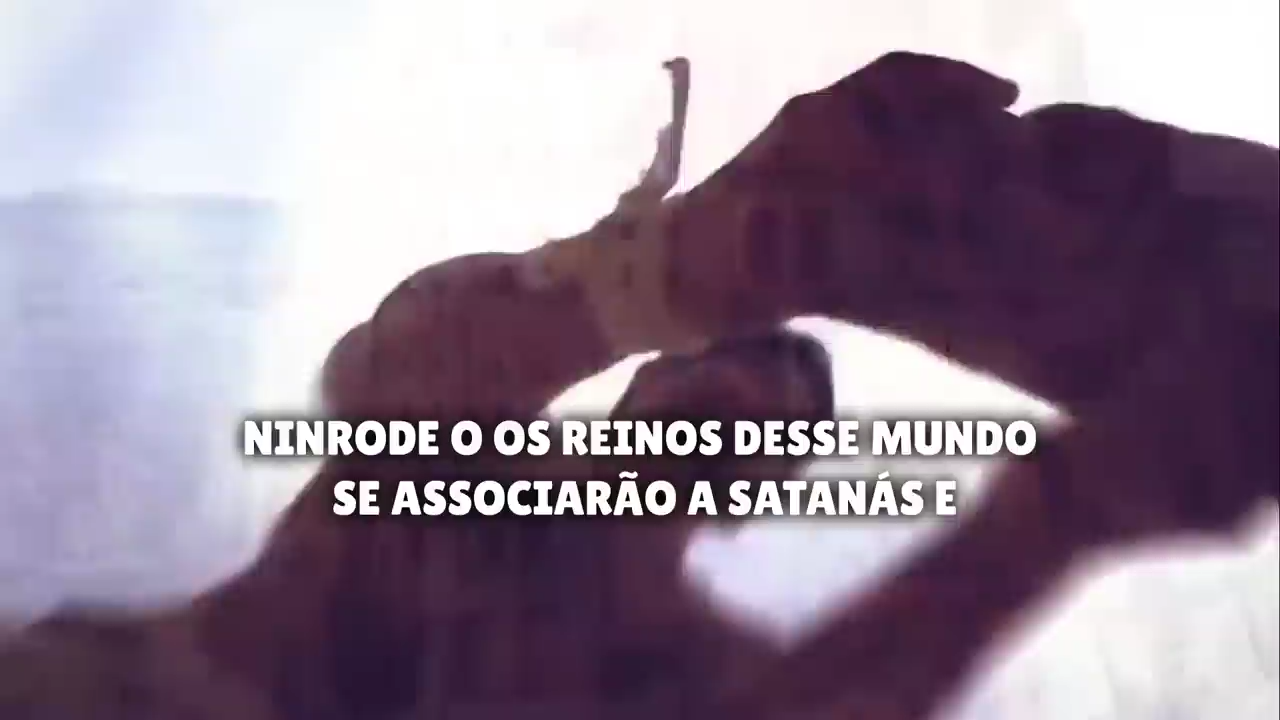 NINRODE O OS REINOS DESSE MUNDO
SE ASSOCIARÃO A SATANÁS E